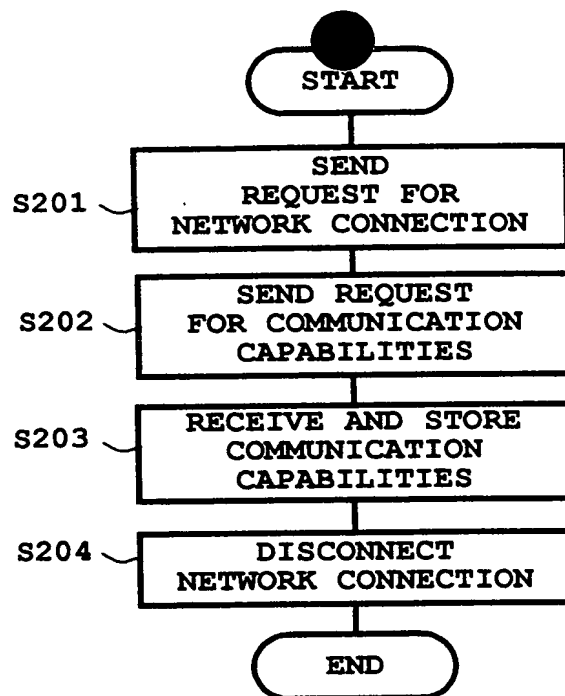 START
S201
SEND
REQUEST FOR
NETWORK CONNECTION
S202
SEND REQUEST
FOR COMMUNICATION
CAPABILITIES
S203
RECEIVE AND STORE
COMMUNICATION
CAPABILITIES
S204
DISCONNECT
NETWORK CONNECTION
END